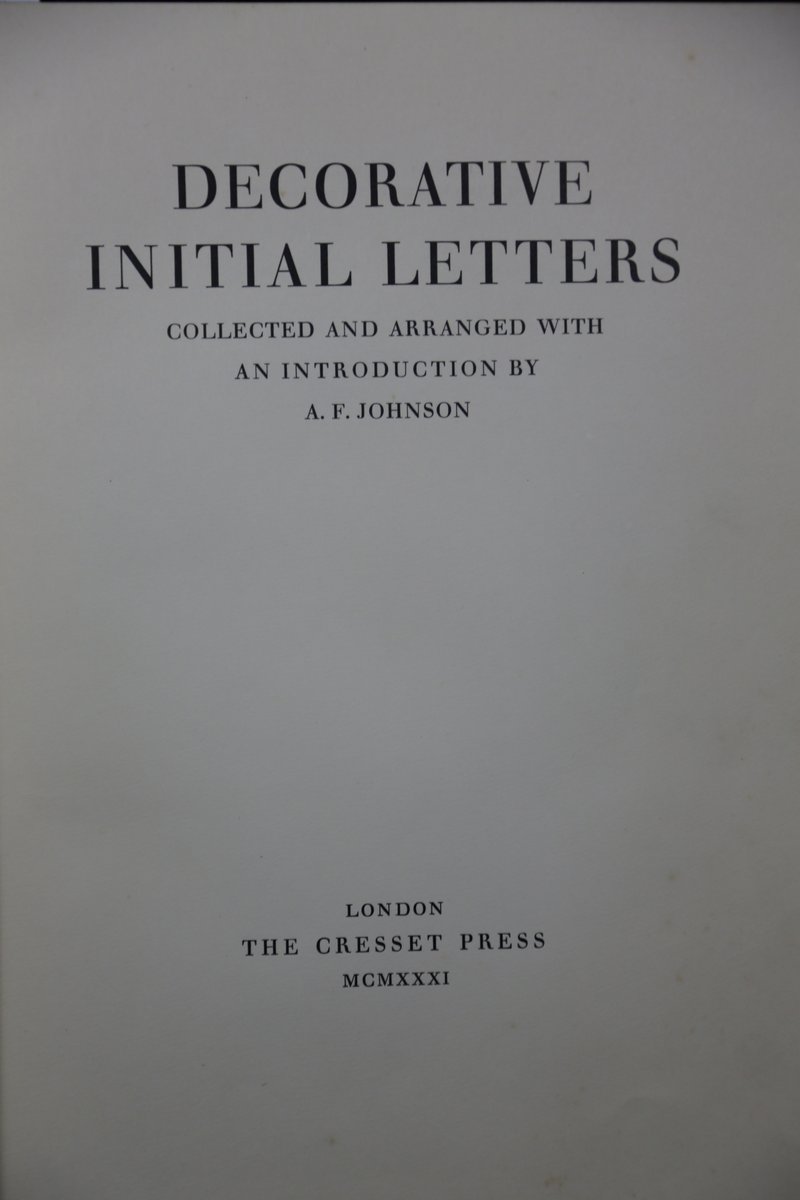 DECORATIVE
INITIAL LETTERS
COLLECTED AND ARRANGED WITH
AN INTRODUCTION BY
A. F. JOHNSON
LONDON
THE CRESSET PRESS
MCMXXXI